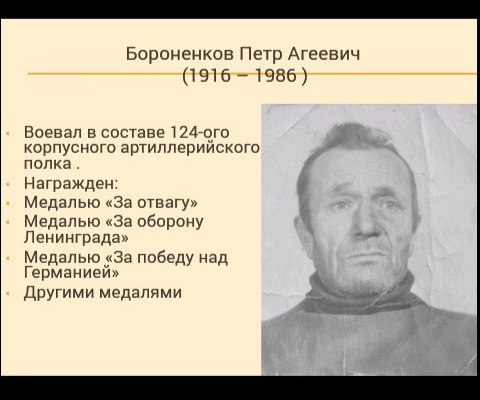 Бороненков Петр Агеевич
(1916 – 1986 )
Воевал в составе 124-ого
корпусного артиллерийского
полка .
Награжден:
Медалью «За отвагу»
Медалью «За оборону
Ленинграда»
Медалью «За победу над
Германией»
Другими медалями